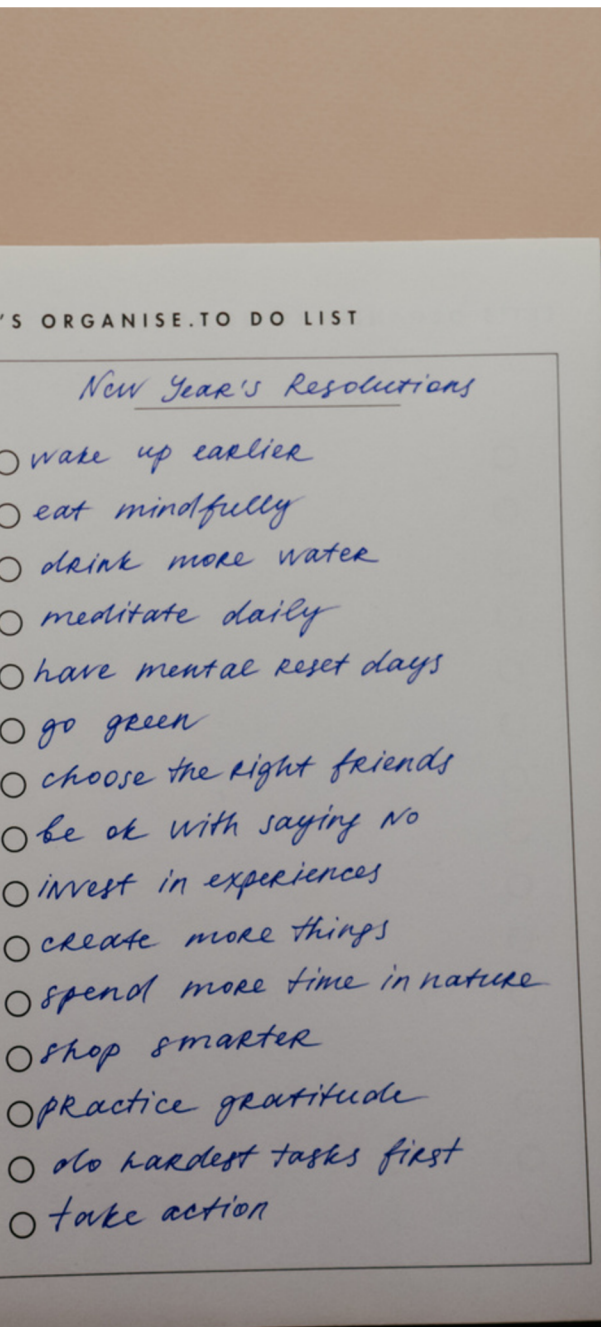 'S ORGANISE.TO DO LIST
New Year's Resolutions
wake up earlier
eat mindfully
drink more water
meditate daily
have mental reset days
go green
choose the right friends
be ok with saying No
invest in experiences
create more things
spend more time in nature
shop smarter
practice gratitude
do hardest tasks first
take action